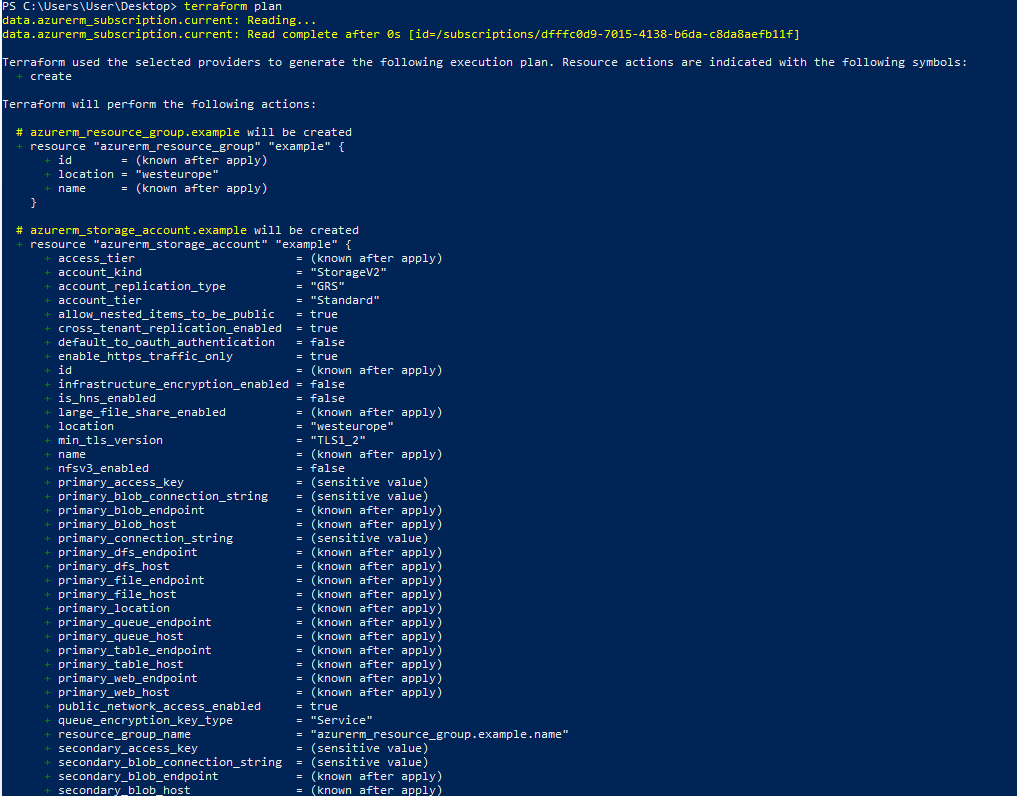 PS C:\Users\User\Desktop> terraform plan
data.azurerm_subscription.current: Reading...
data.azurerm_subscription.current: Read complete after 0s [id=/subscriptions/dfffc0d9-7015-4138-b6da-c8da8aefb11f]
Terraform used the selected providers to generate the following execution plan. Resource actions are indicated with the following symbols:
+ create
Terraform will perform the following actions:
# azurerm_resource_group.example will be created
+ resource "azurerm_resource_group" "example" {
+ id = (known after apply)
+ location = "westeurope"
+ name = (known after apply)
}
# azurerm_storage_account.example will be created
+ resource "azurerm_storage_account" "example" {
+ access_tier = (known after apply)
+ account_kind = "StorageV2"
+ account_replication_type = "GRS"
+ account_tier = "Standard"
+ allow_nested_items_to_be_public = true
+ cross_tenant_replication_enabled = true
+ default_to_oauth_authentication = false
+ enable_https_traffic_only = true
+ id = (known after apply)
+ infrastructure_encryption_enabled = false
+ is_hns_enabled = false
+ large_file_share_enabled = (known after apply)
+ location = "westeurope"
+ min_tls_version = "TLS1_2"
+ name = (known after apply)
+ nfsv3_enabled = false
+ primary_access_key = (sensitive value)
+ primary_blob_connection_string = (sensitive value)
+ primary_blob_endpoint = (known after apply)
+ primary_blob_host = (known after apply)
+ primary_connection_string = (sensitive value)
+ primary_dfs_endpoint = (known after apply)
+ primary_dfs_host = (known after apply)
+ primary_file_endpoint = (known after apply)
+ primary_file_host = (known after apply)
+ primary_location = (known after apply)
+ primary_queue_endpoint = (known after apply)
+ primary_queue_host = (known after apply)
+ primary_table_endpoint = (known after apply)
+ primary_table_host = (known after apply)
+ primary_web_endpoint = (known after apply)
+ primary_web_host = (known after apply)
+ public_network_access_enabled = true
+ queue_encryption_key_type = "Service"
+ resource_group_name = "azurerm_resource_group.example.name"
+ secondary_access_key = (sensitive value)
+ secondary_blob_connection_string = (sensitive value)
+ secondary_blob_endpoint = (known after apply)
+ secondary_blob_host = (known after apply)